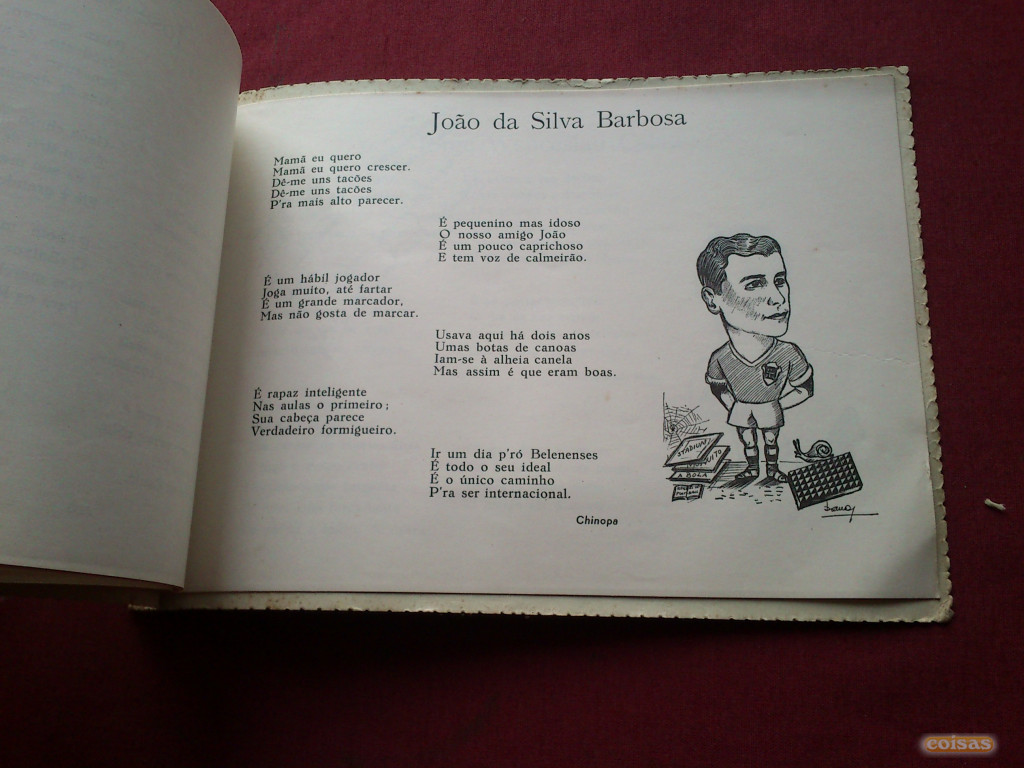 João da Silva Barbosa
Mamã eu quero
Mamã eu quero crescer.
Dê-me uns tacões
Dê-me uns tacões
P'ra mais alto parecer.
É pequenino mas idoso
O nosso amigo João
É um pouco caprichoso
E tem voz de calmeirão.
É um hábil jogador
Joga muito, até fartar
É um grande marcador,
Mas não gosta de marcar.
Usava aqui há dois anos
Umas botas de canoas
Iam-se à alheia canela
Mas assim é que eram boas.
É rapaz inteligente
Nas aulas o primeiro;
Sua cabeça parece
Verdadeiro formigueiro.
Ir um dia p'ró Belenenses
É todo o seu ideal
É o único caminho
P'ra ser internacional.
Chinopa
STADIUM
A BOLA
coisas